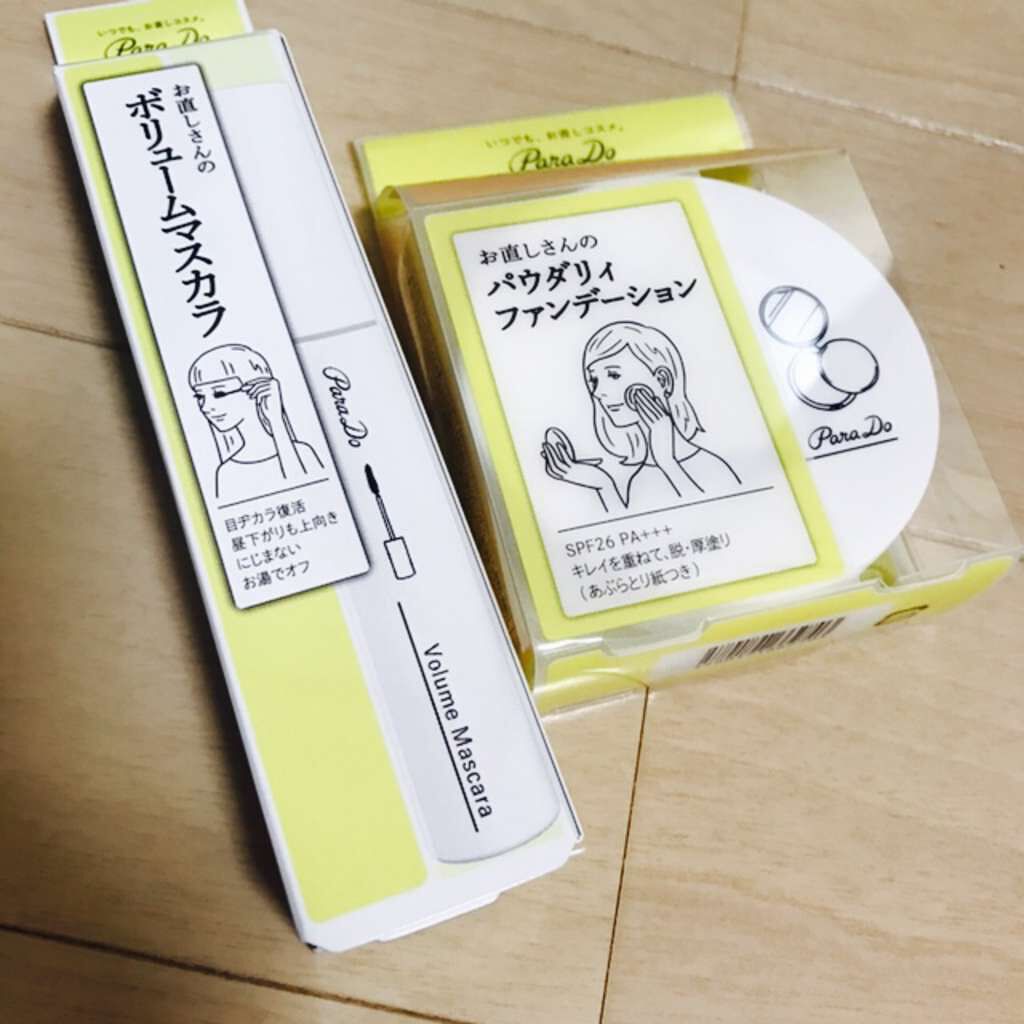 いつでも、お直しコスメ。
Para Do
お直しさんの
ボリュームマスカラ
目ヂカラ復活
昼下がりも上向き
にじまない
お湯でオフ
Para Do
Volume Mascara
いつでも、お直しコスメ。
Para Do
お直しさんの
パウダリィ
ファンデーション
SPF26 PA+++
キレイを重ねて、脱・厚塗り
(あぶらとり紙つき)
Para Do